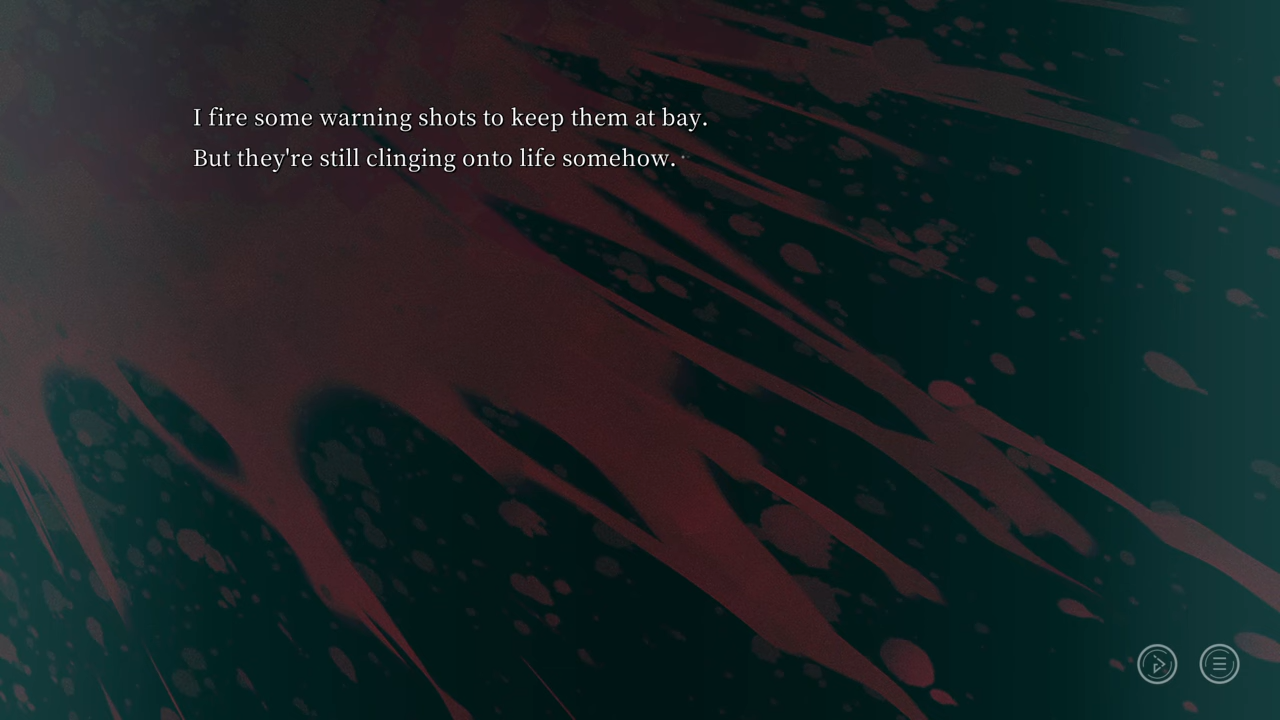 I fire some warning shots to keep them at bay.
But they're still clinging onto life somehow.